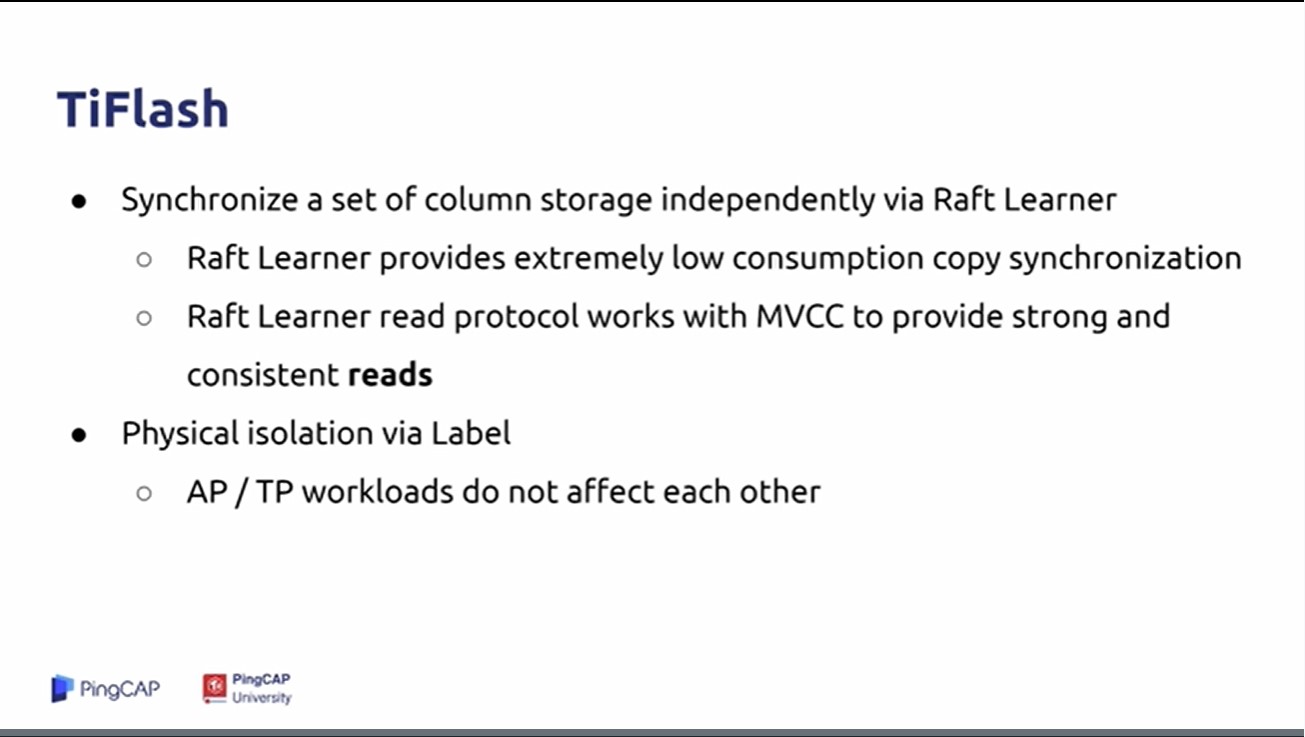 TiFlash
● Synchronize a set of column storage independently via Raft Learner
○ Raft Learner provides extremely low consumption copy synchronization
○ Raft Learner read protocol works with MVCC to provide strong and
consistent reads
● Physical isolation via Label
○ AP / TP workloads do not affect each other
PingCAP
PingCAP
University